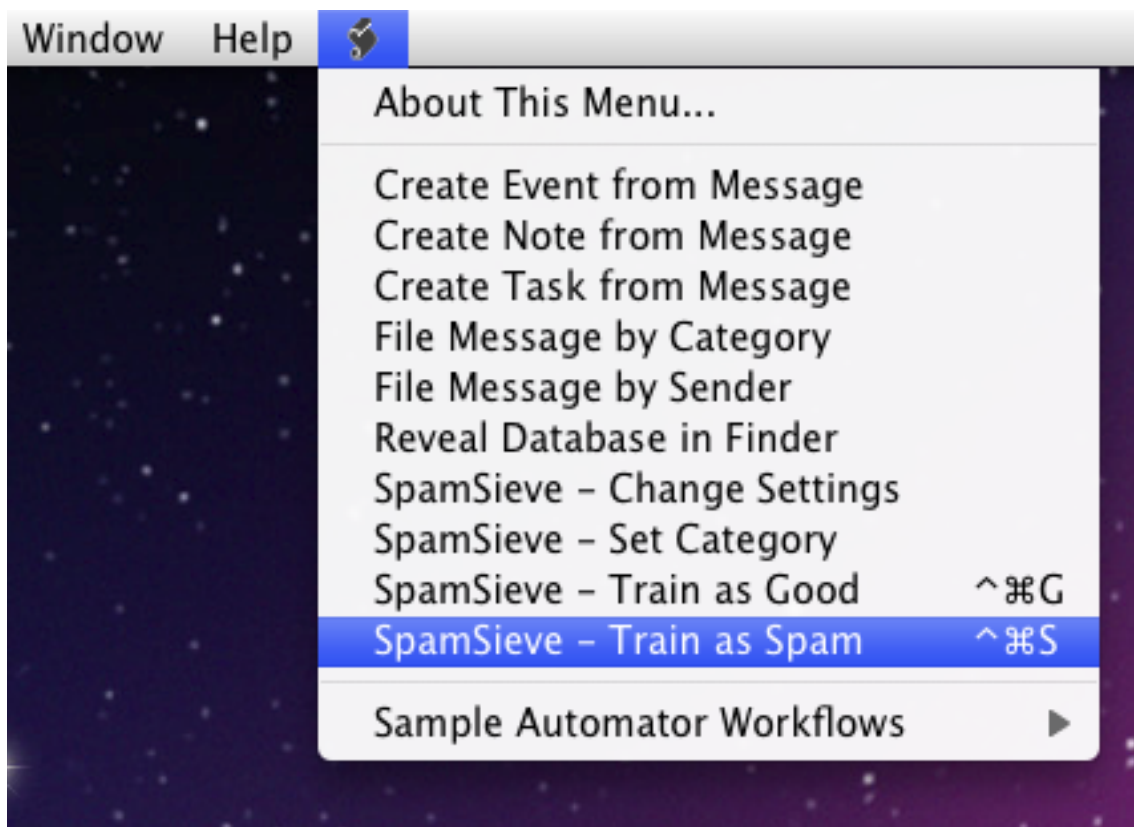 Window Help
About This Menu...
Create Event from Message
Create Note from Message
Create Task from Message
File Message by Category
File Message by Sender
Reveal Database in Finder
SpamSieve – Change Settings
SpamSieve – Set Category
SpamSieve – Train as Good ^⌘G
SpamSieve – Train as Spam ^⌘S
Sample Automator Workflows